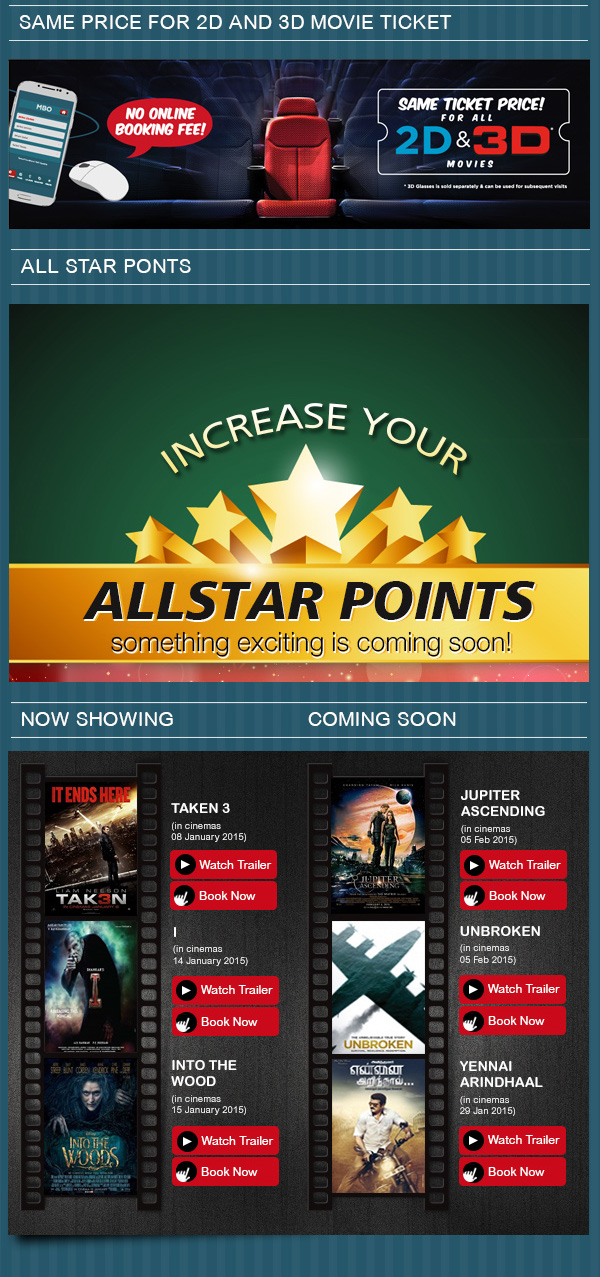 SAME PRICE FOR 2D AND 3D MOVIE TICKET
MBO
NO ONLINE
BOOKING FEE!
SAME TICKET PRICE!
FOR ALL
2D & 3D*
MOVIES
* 3D Glasses is sold separately & can be used for subsequent visits
ALL STAR PONTS
INCREASE YOUR
ALLSTAR POINTS
something exciting is coming soon!
NOW SHOWING
COMING SOON
IT ENDS HERE
LIAM NEESON
TAK3N
TAKEN 3
(in cinemas
08 January 2015)
Watch Trailer
Book Now
I
I
(in cinemas
14 January 2015)
Watch Trailer
Book Now
INTO THE
WOODS
INTO THE
WOOD
(in cinemas
15 January 2015)
Watch Trailer
Book Now
JUPITER
ASCENDING
JUPITER
ASCENDING
(in cinemas
05 Feb 2015)
Watch Trailer
Book Now
UNBROKEN
UNBROKEN
(in cinemas
05 Feb 2015)
Watch Trailer
Book Now
என்னை
அறிந்தால்...
YENNAI
ARINDHAAL
(in cinemas
29 Jan 2015)
Watch Trailer
Book Now